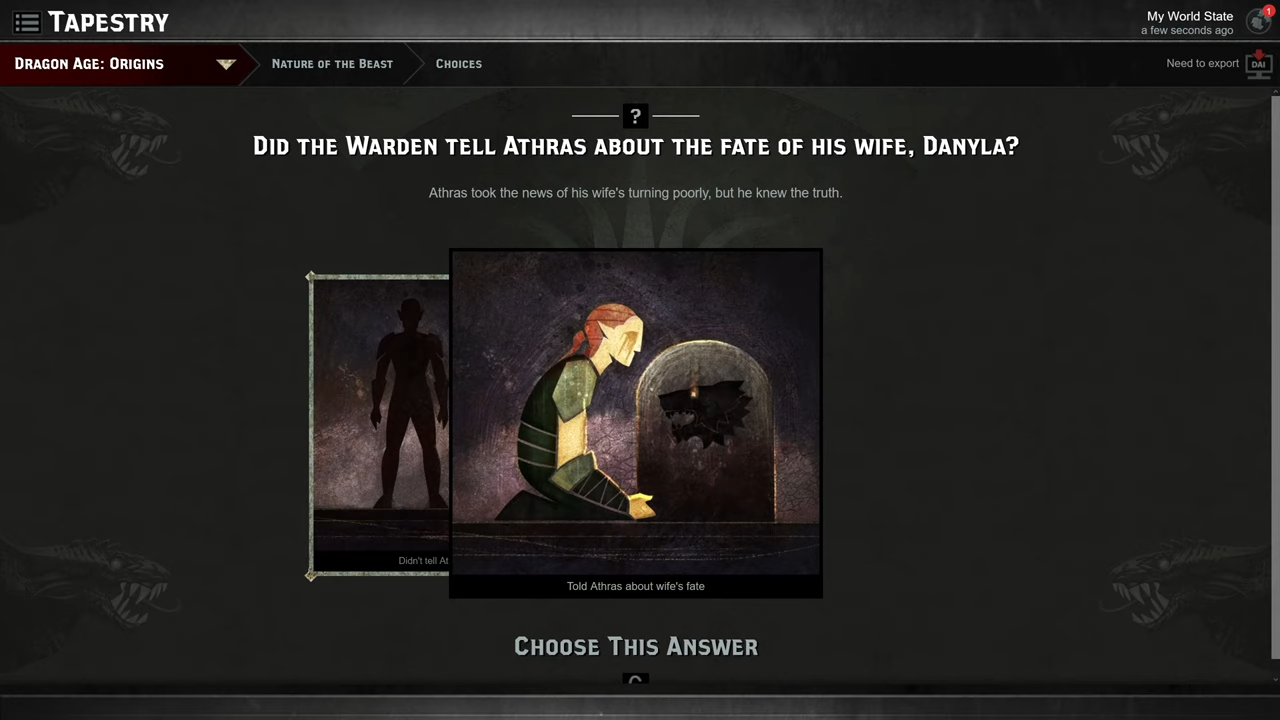 TAPESTRY
My World State
1
a few seconds ago
DRAGON AGE: ORIGINS
NATURE OF THE BEAST
CHOICES
Need to export
DAI
?
DID THE WARDEN TELL ATHRAS ABOUT THE FATE OF HIS WIFE, DANYLA?
Athras took the news of his wife's turning poorly, but he knew the truth.
Didn't tell At
Told Athras about wife's fate
CHOOSE THIS ANSWER